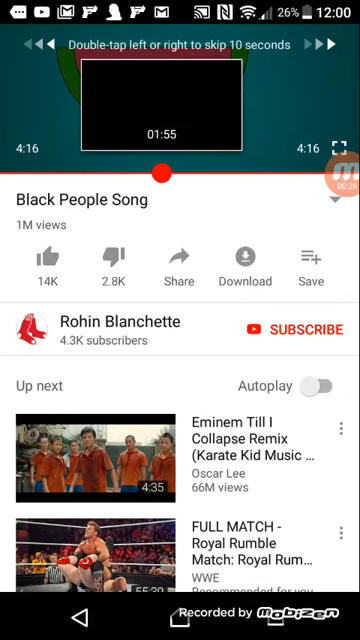 26% 12:00
Double-tap left or right to skip 10 seconds
01:55
4:16 4:16
00:26
Black People Song
1M views
14K 2.8K Share Download Save
Rohin Blanchette
4.3K subscribers
SUBSCRIBE
Up next Autoplay
Eminem Till I
Collapse Remix
(Karate Kid Music ...
Oscar Lee
66M views
4:35
FULL MATCH -
Royal Rumble
Match: Royal Rum...
WWE
Recommended for you
55:39
Recorded by Mobizen